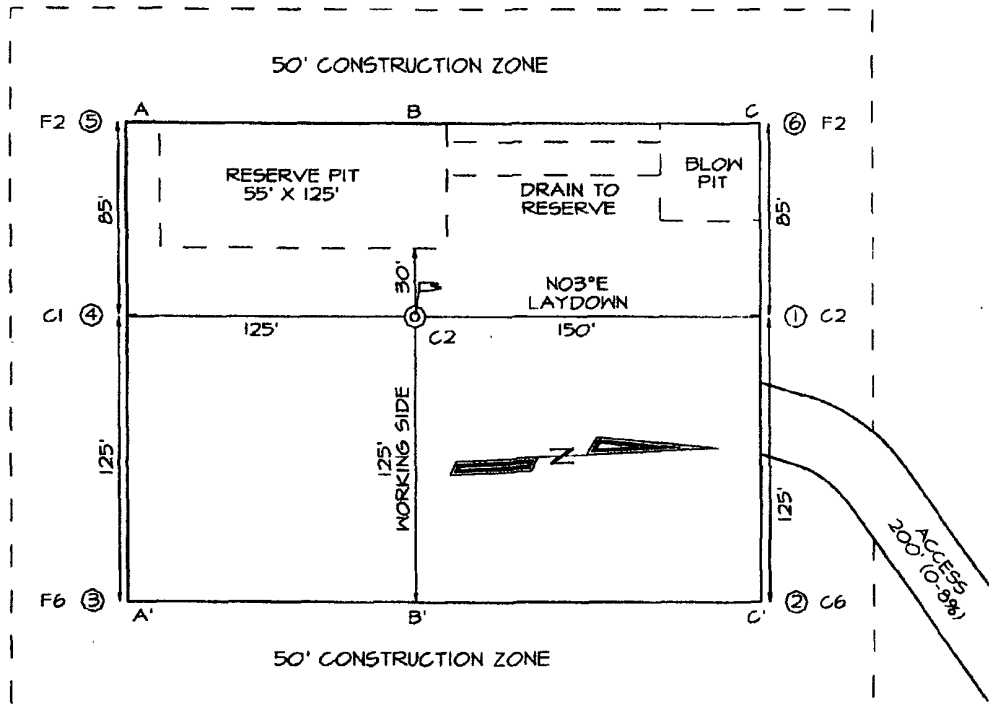 50' CONSTRUCTION ZONE
A
B
C
F2 ⑤
⑥ F2
RESERVE PIT
55' X 125'
BLOW
PIT
DRAIN TO
RESERVE
85'
85'
30'
N03°E
LAYDOWN
C1 ④
① C2
125'
C2
150'
125'
125'
WORKING SIDE
N
125'
ACCESS
200' (0-8%)
F6 ③
② C6
A'
B'
C'
50' CONSTRUCTION ZONE